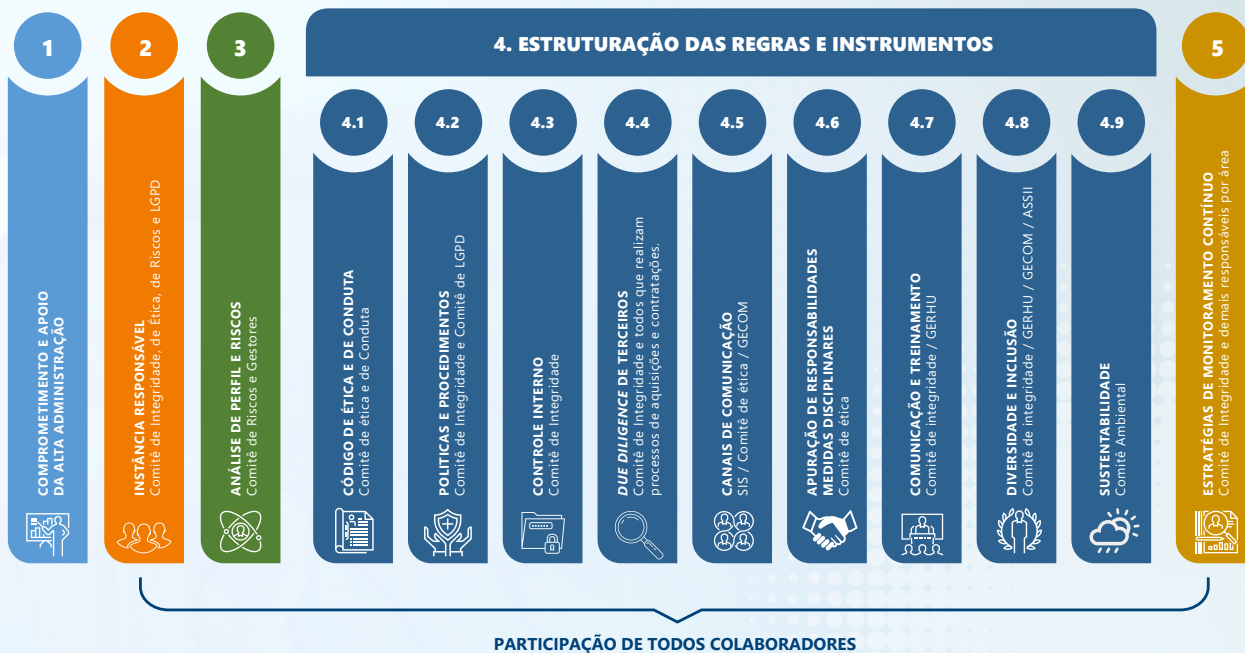 1
COMPROMETIMENTO E APOIO
DA ALTA ADMINISTRAÇÃO
2
INSTÂNCIA RESPONSÁVEL
Comitê de Integridade, de Ética, de Riscos e LGPD
3
ANÁLISE DE PERFIL E RISCOS
Comitê de Riscos e Gestores
4. ESTRUTURAÇÃO DAS REGRAS E INSTRUMENTOS
4.1
CÓDIGO DE ÉTICA E DE CONDUTA
Comitê de ética e de Conduta
4.2
POLITICAS E PROCEDIMENTOS
Comitê de Integridade e Comitê de LGPD
4.3
CONTROLE INTERNO
Comitê de Integridade
4.4
DUE DILIGENCE DE TERCEIROS
Comitê de Integridade e todos que realizam
processos de aquisições e contratações.
4.5
CANAIS DE COMUNICAÇÃO
SIS / Comitê de ética / GECOM
4.6
APURAÇÃO DE RESPONSABILIDADES
MEDIDAS DISCIPLINARES
Comitê de ética
4.7
COMUNICAÇÃO E TREINAMENTO
Comitê de integridade / GERHU
4.8
DIVERSIDADE E INCLUSÃO
Comitê de integridade / GERHU / GECOM / ASSII
4.9
SUSTENTABILIDADE
Comitê Ambiental
5
ESTRATÉGIAS DE MONITORAMENTO CONTÍNUO
Comitê de Integridade e demais responsáveis por área
PARTICIPAÇÃO DE TODOS COLABORADORES